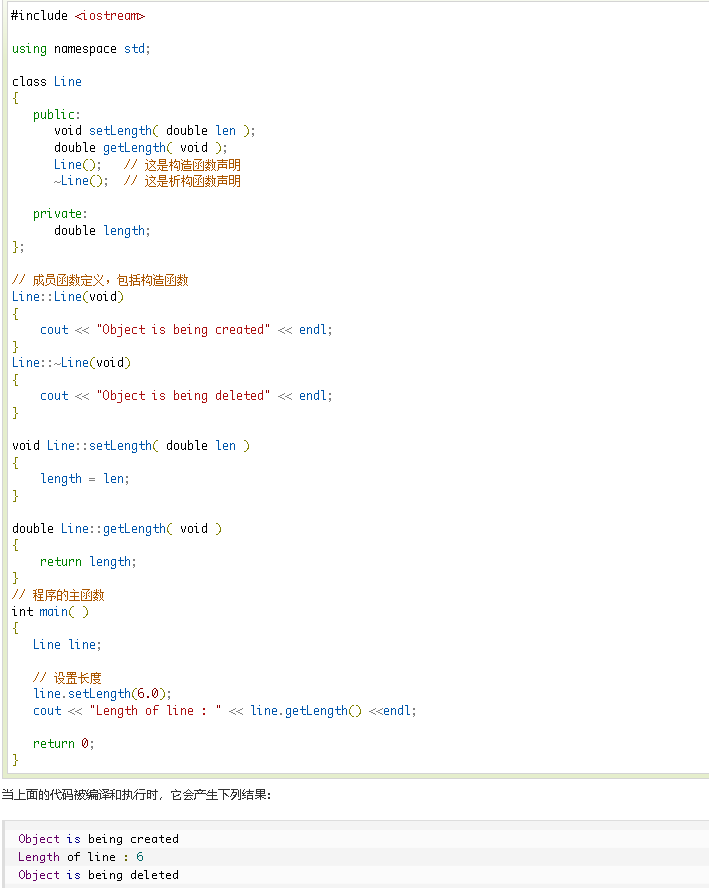 #include <iostream>
using namespace std;
class Line
{
public:
void setLength( double len );
double getLength( void );
Line();   // 这是构造函数声明
~Line();  // 这是析构函数声明
private:
double length;
};
// 成员函数定义，包括构造函数
Line::Line(void)
{
cout << "Object is being created" << endl;
}
Line::~Line(void)
{
cout << "Object is being deleted" << endl;
}
void Line::setLength( double len )
{
length = len;
}
double Line::getLength( void )
{
return length;
}
// 程序的主函数
int main( )
{
Line line;
// 设置长度
line.setLength(6.0);
cout << "Length of line : " << line.getLength() <<endl;
return 0;
}
当上面的代码被编译和执行时，它会产生下列结果：
Object is being created
Length of line : 6
Object is being deleted